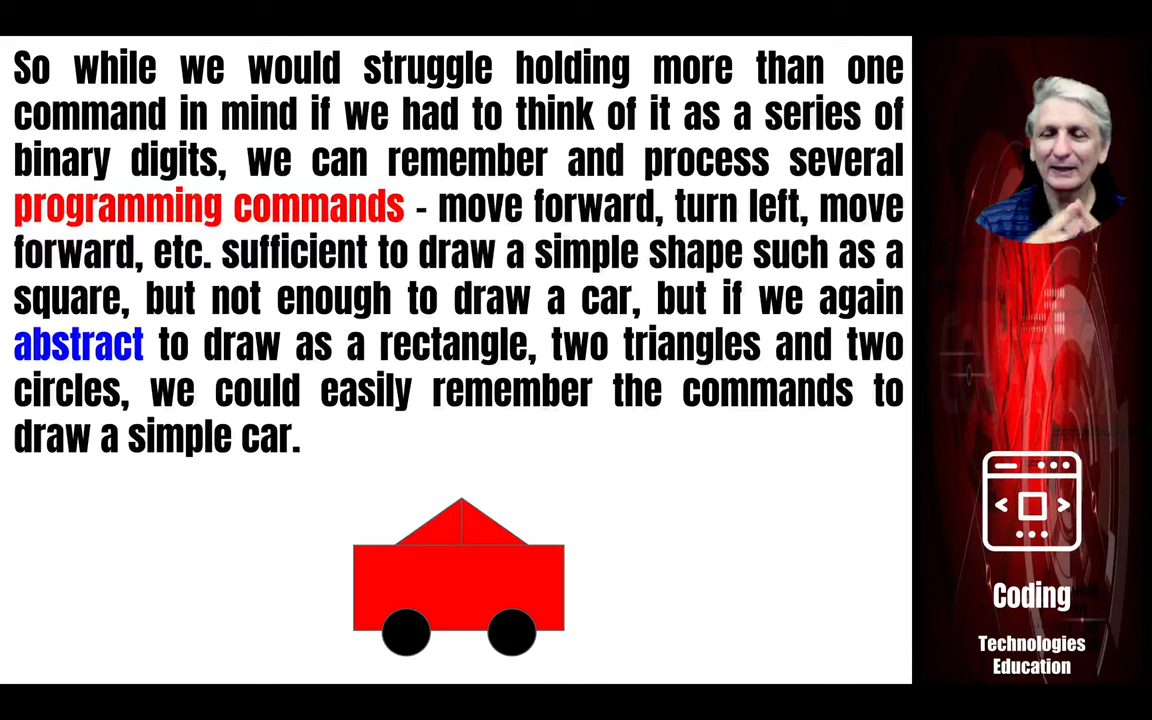 So while we would struggle holding more than one
command in mind if we had to think of it as a series of
binary digits, we can remember and process several
programming commands - move forward, turn left, move
forward, etc. sufficient to draw a simple shape such as a
square, but not enough to draw a car, but if we again
abstract to draw as a rectangle, two triangles and two
circles, we could easily remember the commands to
draw a simple car.
Coding
Technologies
Education